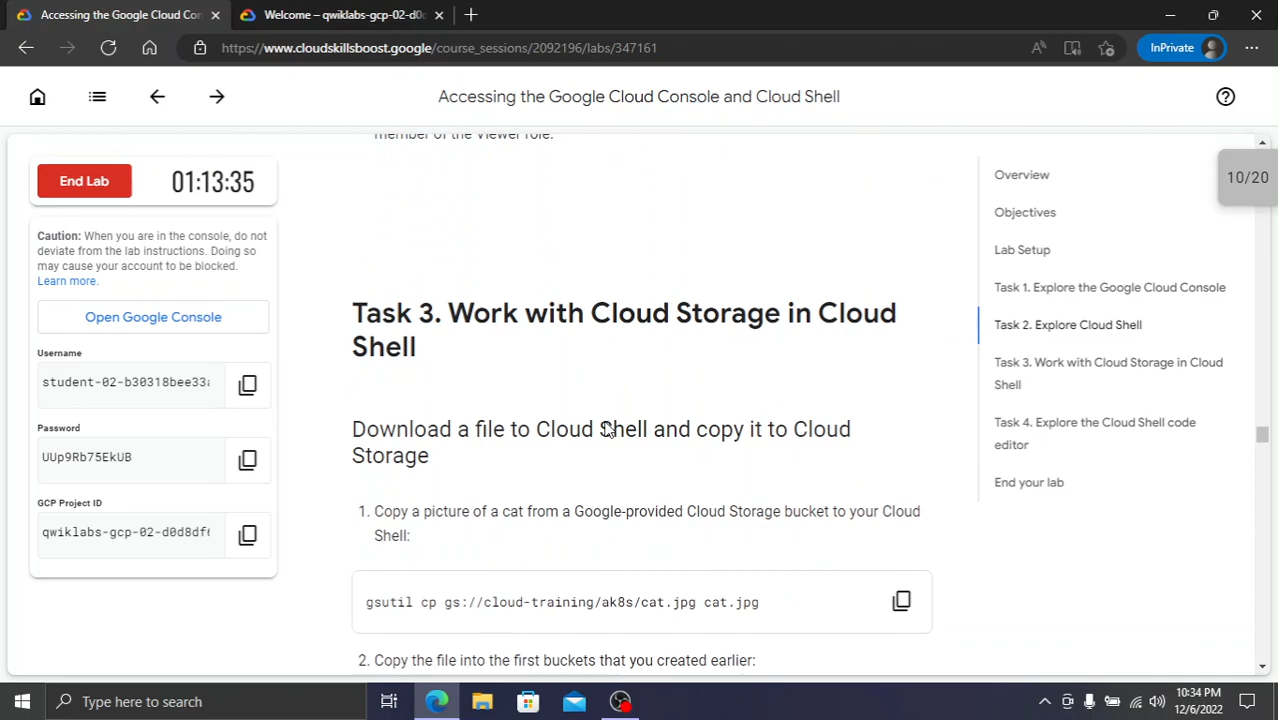 Accessing the Google Cloud Con
Welcome – qwiklabs-gcp-02-d0c
https://www.cloudskillsboost.google/course_sessions/2092196/labs/347161
InPrivate
Accessing the Google Cloud Console and Cloud Shell
End Lab
01:13:35
Caution: When you are in the console, do not
deviate from the lab instructions. Doing so
may cause your account to be blocked.
Learn more.
Open Google Console
Username
student-02-b30318bee33a
Password
UUp9Rb75EkUB
GCP Project ID
qwiklabs-gcp-02-d0d8df6
member of the Viewer role.
Task 3. Work with Cloud Storage in Cloud
Shell
Download a file to Cloud Shell and copy it to Cloud
Storage
1. Copy a picture of a cat from a Google-provided Cloud Storage bucket to your Cloud
Shell:
gsutil cp gs://cloud-training/ak8s/cat.jpg cat.jpg
2. Copy the file into the first buckets that you created earlier:
Overview
Objectives
Lab Setup
Task 1. Explore the Google Cloud Console
Task 2. Explore Cloud Shell
Task 3. Work with Cloud Storage in Cloud
Shell
Task 4. Explore the Cloud Shell code
editor
End your lab
10/20
Type here to search
10:34 PM
12/6/2022